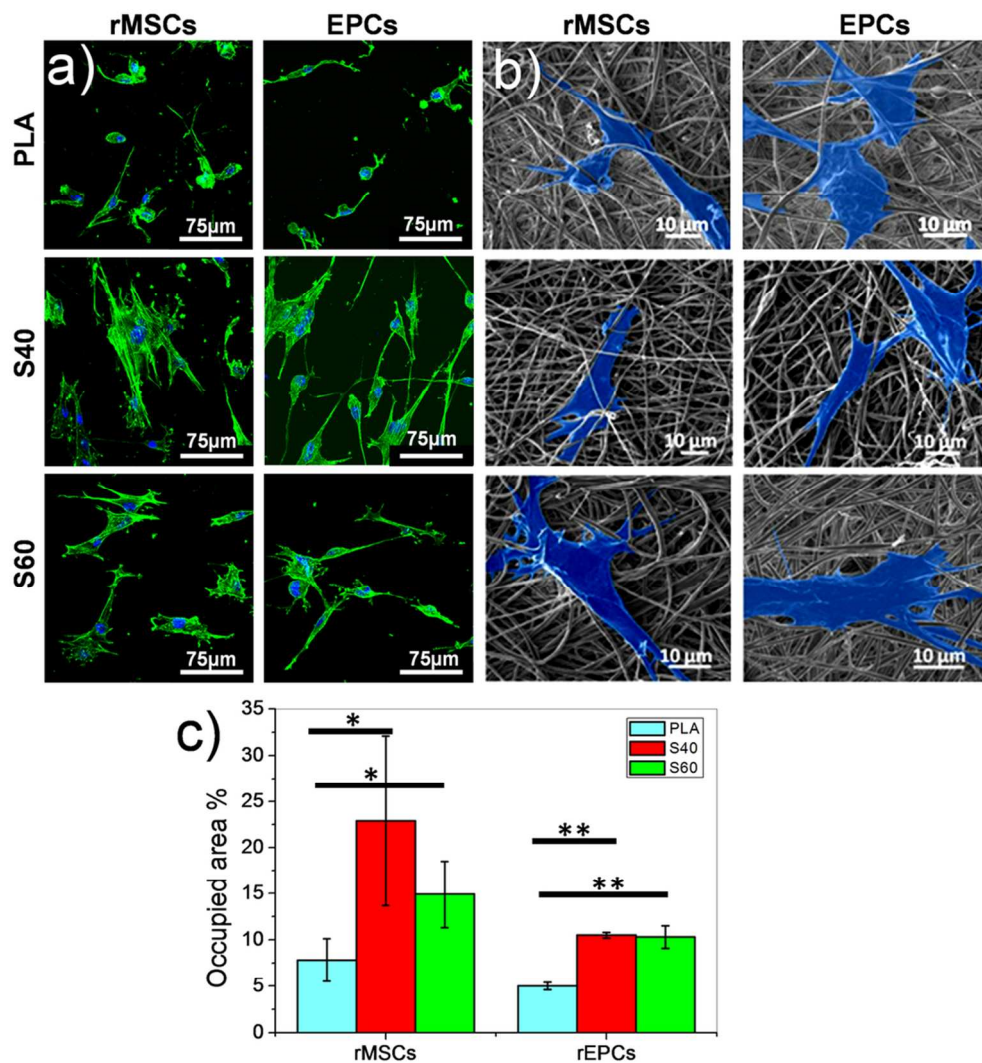 rMSCs EPCs rMSCs EPCs
a) b)
PLA
75µm 75µm 10 µm 10 µm
S40
75µm 75µm 10 µm 10 µm
S60
75µm 75µm 10 µm 10 µm
c)
35
30
25
20
15
10
5
0
Occupied area %
*
*
**
**
PLA
S40
S60
rMSCs rEPCs